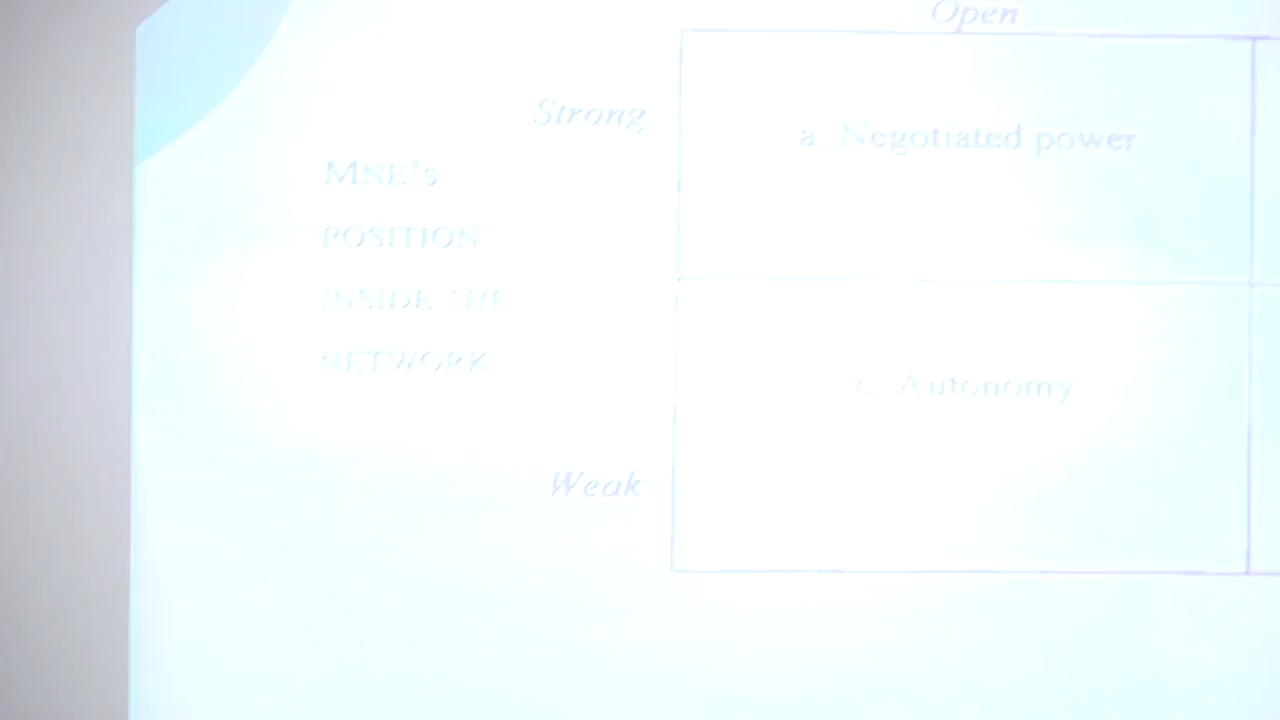 Open
Strong
a. Negotiated power
MNE's
POSITION
INSIDE THE
NETWORK
c. Autonomy
Weak